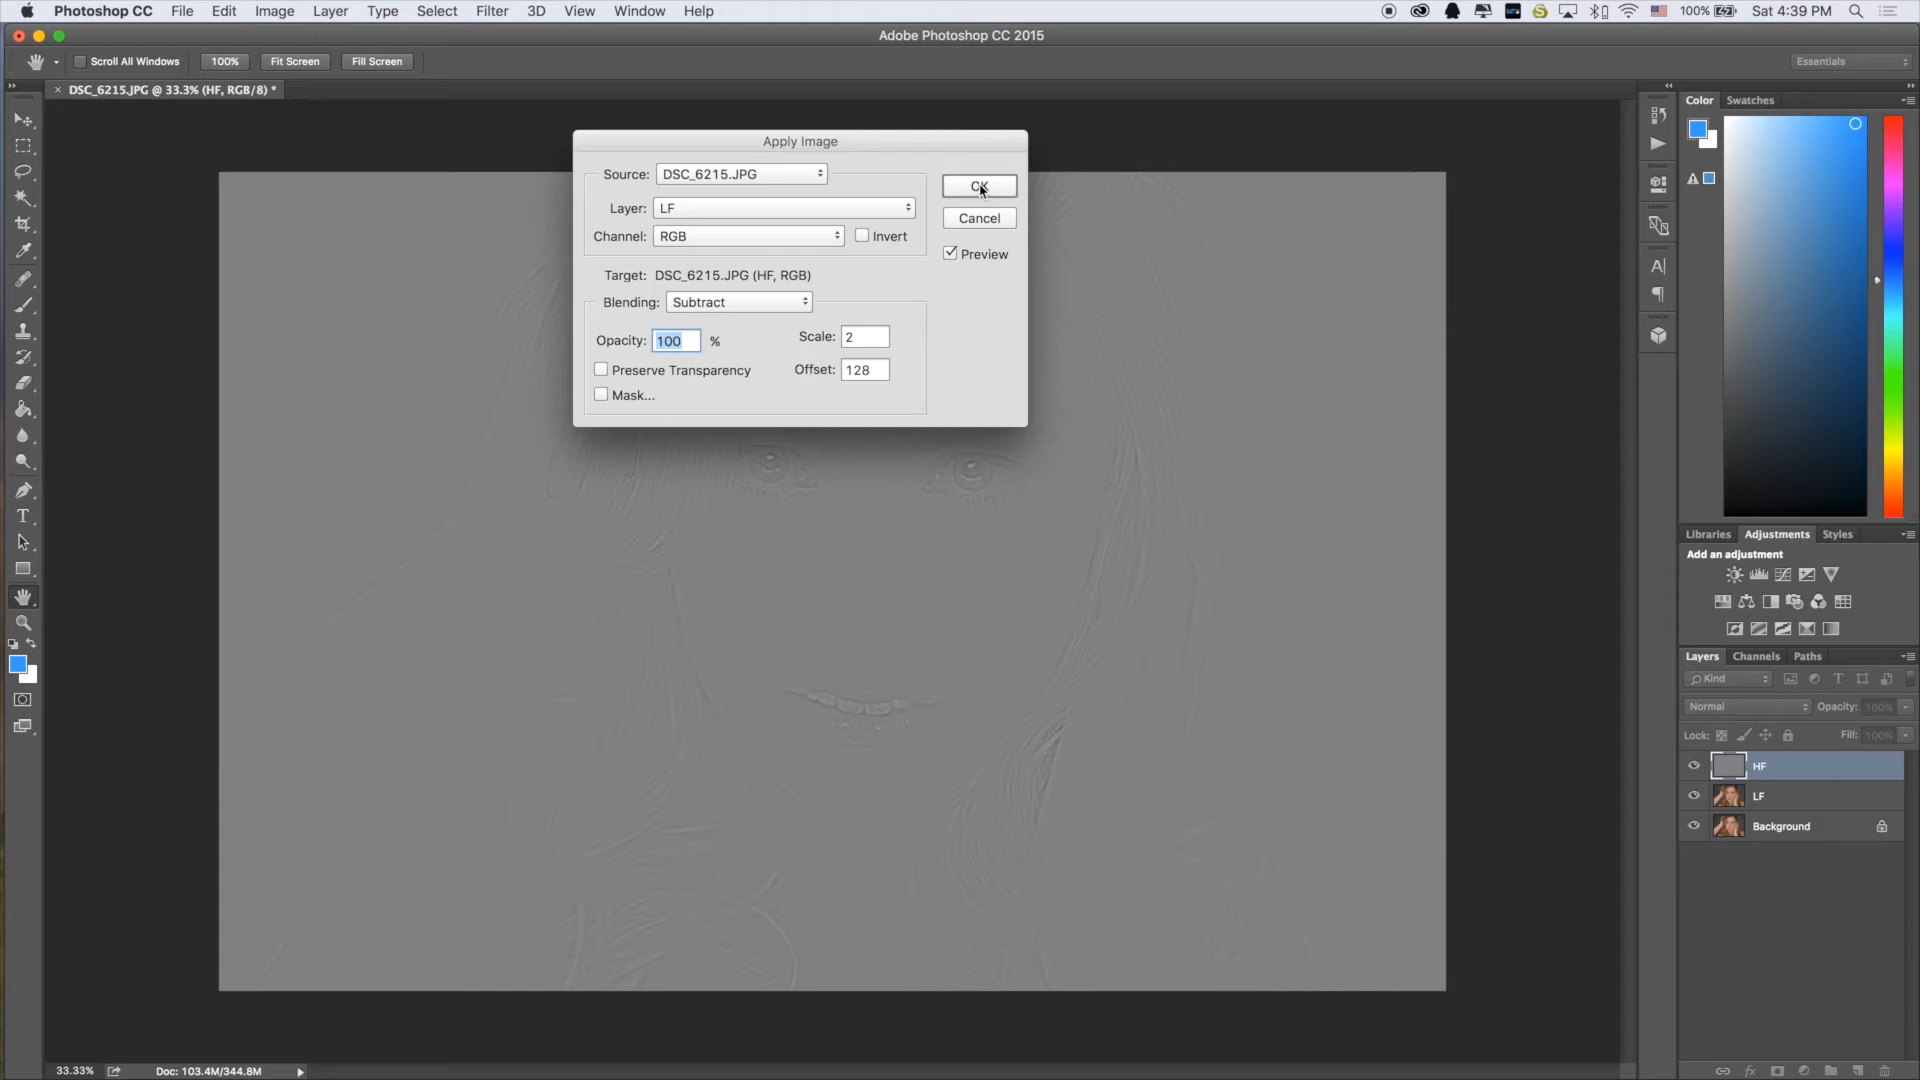 Photoshop CC File Edit Image Layer Type Select Filter 3D View Window Help 100% Sat 4:39 PM
Adobe Photoshop CC 2015
Scroll All Windows 100% Fit Screen Fill Screen Essentials
× DSC_6215.JPG @ 33.3% (HF, RGB/8) *
Color Swatches
Apply Image
Source: DSC_6215.JPG
OK
Layer: LF
Cancel
Channel: RGB Invert
Preview
Target: DSC_6215.JPG (HF, RGB)
Blending: Subtract
Opacity: 100 % Scale: 2
Preserve Transparency Offset: 128
Mask...
Libraries Adjustments Styles
Add an adjustment
Layers Channels Paths
Kind
Normal Opacity: 100%
Lock: Fill: 100%
HF
LF
Background
33.33% Doc: 103.4M/344.8M